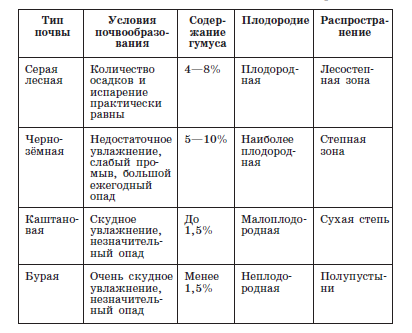 Тип почвы
Условия почвообразо-
вания
Содер-
жание
гумуса
Плодородие
Распростра-
нение
Серая
лесная
Количество
осадков и
испарение
практически
равны
4—8%
Плодород-
ная
Лесостеп-
ная зона
Черно-
зёмная
Недостаточное
увлажнение,
слабый про-
мыв, большой
ежегодный
опад
5—10%
Наиболее
плодород-
ная
Степная
зона
Каштано-
вая
Скудное
увлажнение,
незначитель-
ный опад
До
1,5%
Малоплодо-
родная
Сухая степь
Бурая
Очень скудное
увлажнение,
незначитель-
ный опад
Менее
1,5%
Неплодо-
родная
Полупусты-
ни